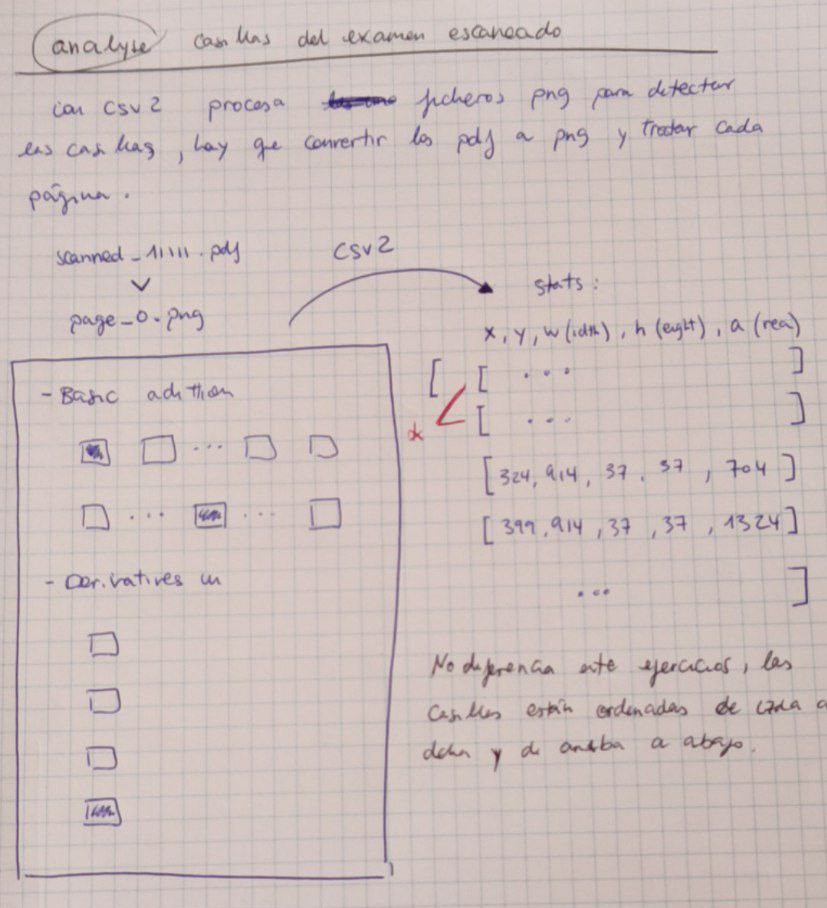 analyse casillas del examen escaneado
con csv2 procesa ficheros png para detectar
las casillas, hay que convertir los pdf a png y tratar cada
página.
scanned_11111.pdf
page_0.png
csv2
stats:
x, y, w(idth), h(eight), a(rea)
[ [ ... ]
* [ ... ]
[324, 914, 37, 37, 704]
[399, 914, 37, 37, 1324]
... ]
- Basic addition
... 
... ...
- Derivatives
No diferencia entre ejercicios, las
casillas están ordenadas de izda a
dcha y de arriba a abajo.